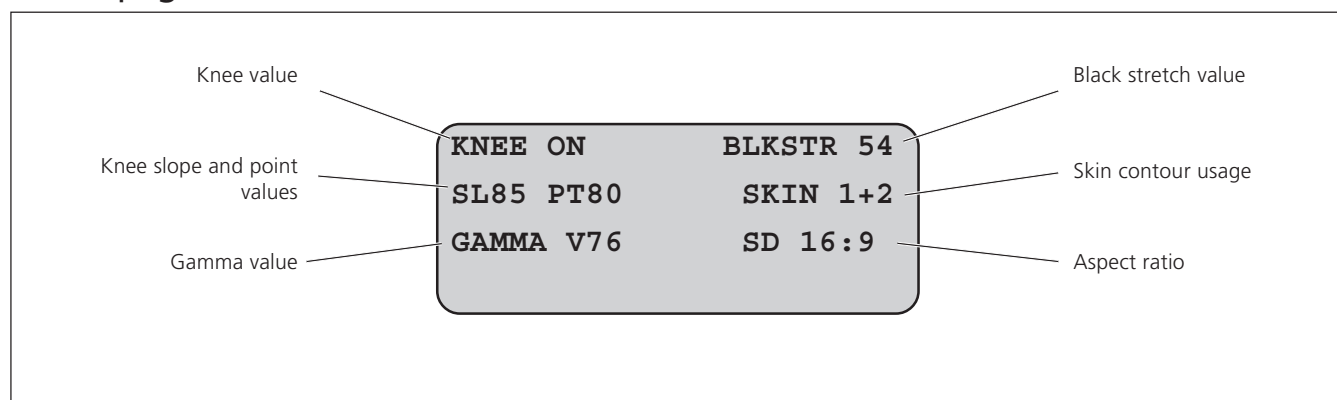 Knee value
Knee slope and point
values
Gamma value
KNEE ON BLKSTR 54
SL85 PT80 SKIN 1+2
GAMMA V76 SD 16:9
Black stretch value
Skin contour usage
Aspect ratio